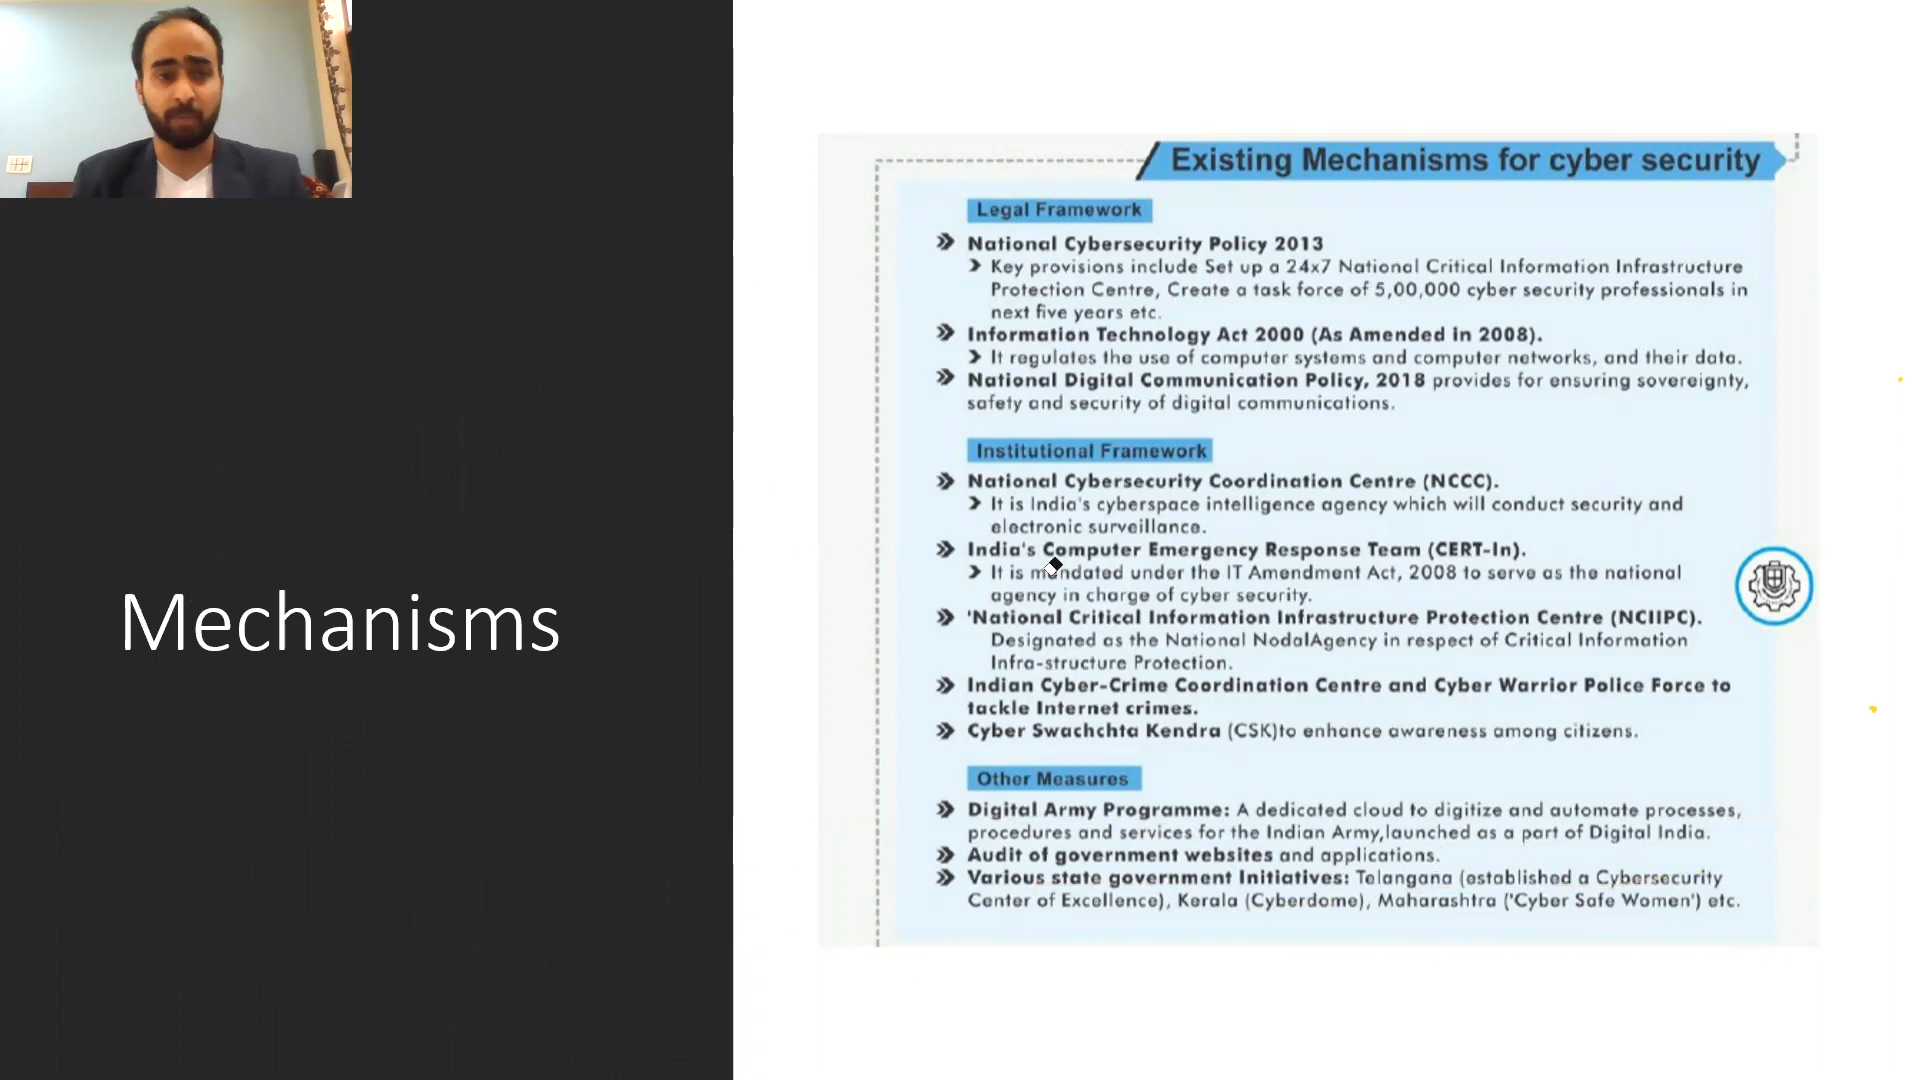 Mechanisms
Existing Mechanisms for cyber security
Legal Framework
National Cybersecurity Policy 2013
Key provisions include Set up a 24x7 National Critical Information Infrastructure
Protection Centre, Create a task force of 5,00,000 cyber security professionals in
next five years etc.
Information Technology Act 2000 (As Amended in 2008).
It regulates the use of computer systems and computer networks, and their data.
National Digital Communication Policy, 2018 provides for ensuring sovereignty,
safety and security of digital communications.
Institutional Framework
National Cybersecurity Coordination Centre (NCCC).
It is India's cyberspace intelligence agency which will conduct security and
electronic surveillance.
India's Computer Emergency Response Team (CERT-In).
It is mandated under the IT Amendment Act, 2008 to serve as the national
agency in charge of cyber security.
'National Critical Information Infrastructure Protection Centre (NCIIPC).
Designated as the National NodalAgency in respect of Critical Information
Infra-structure Protection.
Indian Cyber-Crime Coordination Centre and Cyber Warrior Police Force to
tackle Internet crimes.
Cyber Swachchta Kendra (CSK)to enhance awareness among citizens.
Other Measures
Digital Army Programme: A dedicated cloud to digitize and automate processes,
procedures and services for the Indian Army,launched as a part of Digital India.
Audit of government websites and applications.
Various state government Initiatives: Telangana (established a Cybersecurity
Center of Excellence), Kerala (Cyberdome), Maharashtra ('Cyber Safe Women') etc.